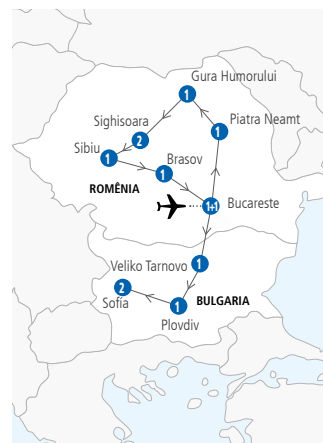 Gura Humorului
1
Piatra Neamt
1
Sighisoara
2
Sibiu
1
Brasov
1
ROMÊNIA
1+1
Bucareste
Veliko Tarnovo
1
2
Sofía
BULGARIA
1
Plovdiv